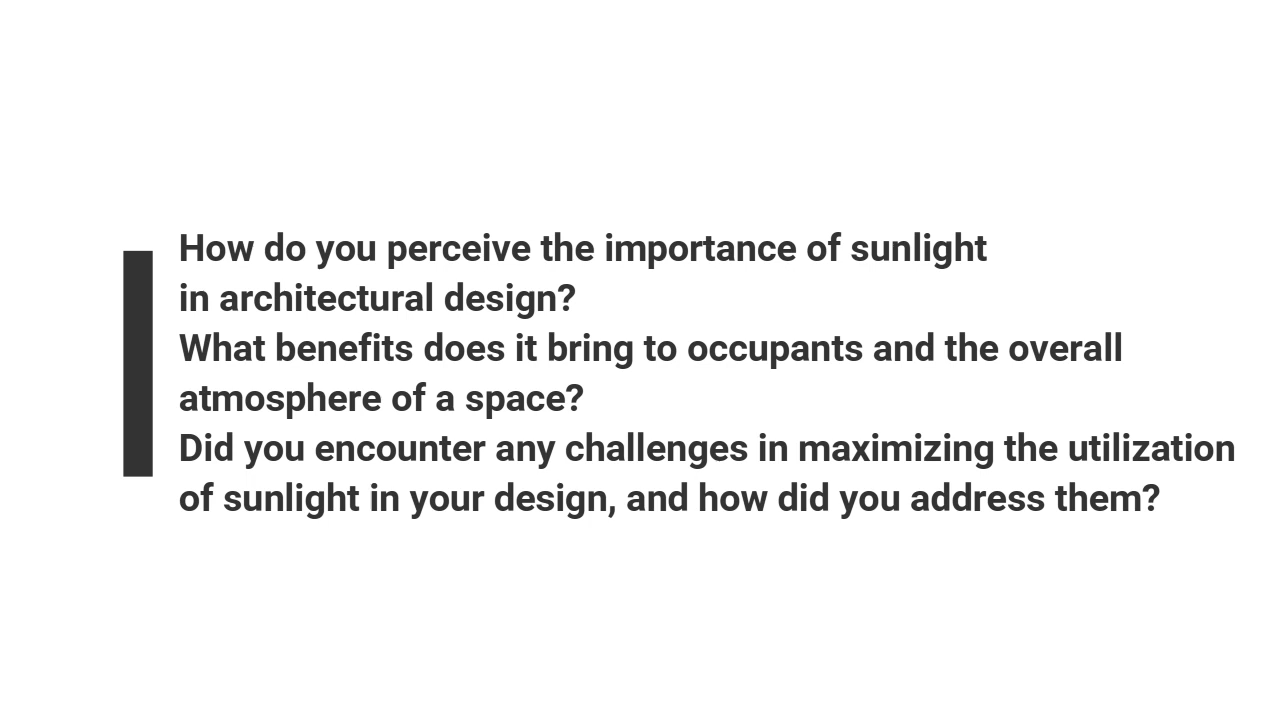 How do you perceive the importance of sunlight
in architectural design?
What benefits does it bring to occupants and the overall
atmosphere of a space?
Did you encounter any challenges in maximizing the utilization
of sunlight in your design, and how did you address them?